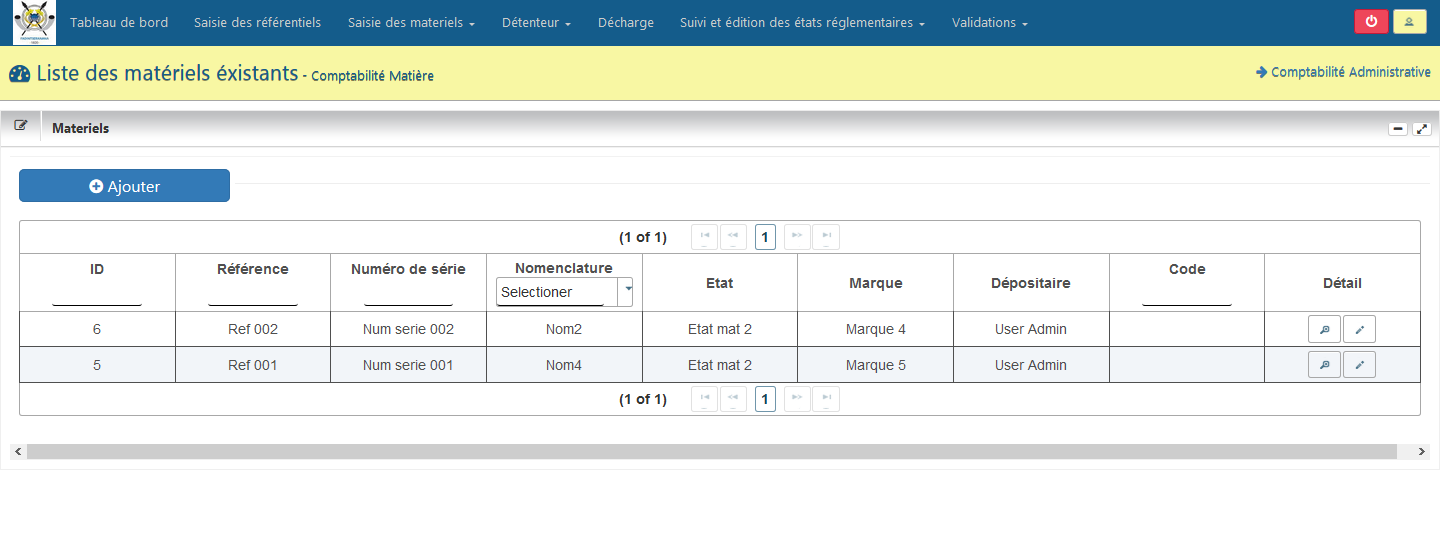 Tableau de bord Saisie des référentiels Saisie des materiels Détenteur Décharge Suivi et édition des états réglementaires Validations
Liste des matériels éxistants - Comptabilité Matière
Comptabilité Administrative
Materiels
Ajouter
(1 of 1) 1
ID Référence Numéro de série Nomenclature Etat Marque Dépositaire Code Détail
Selectioner
6 Ref 002 Num serie 002 Nom2 Etat mat 2 Marque 4 User Admin
5 Ref 001 Num serie 001 Nom4 Etat mat 2 Marque 5 User Admin
(1 of 1) 1